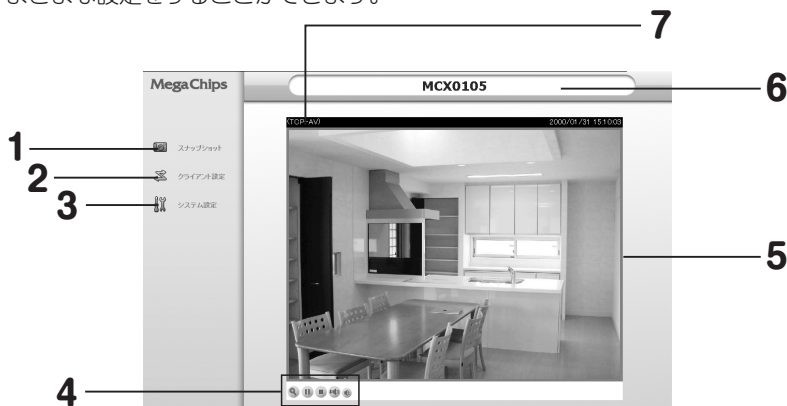 さまざまな設定をすることができます。
7
MegaChips
MCX0105
6
(TOP-AV)
2000/01/31 15:10:03
1
スナップショット
2
クライアント設定
3
システム設定
5
4